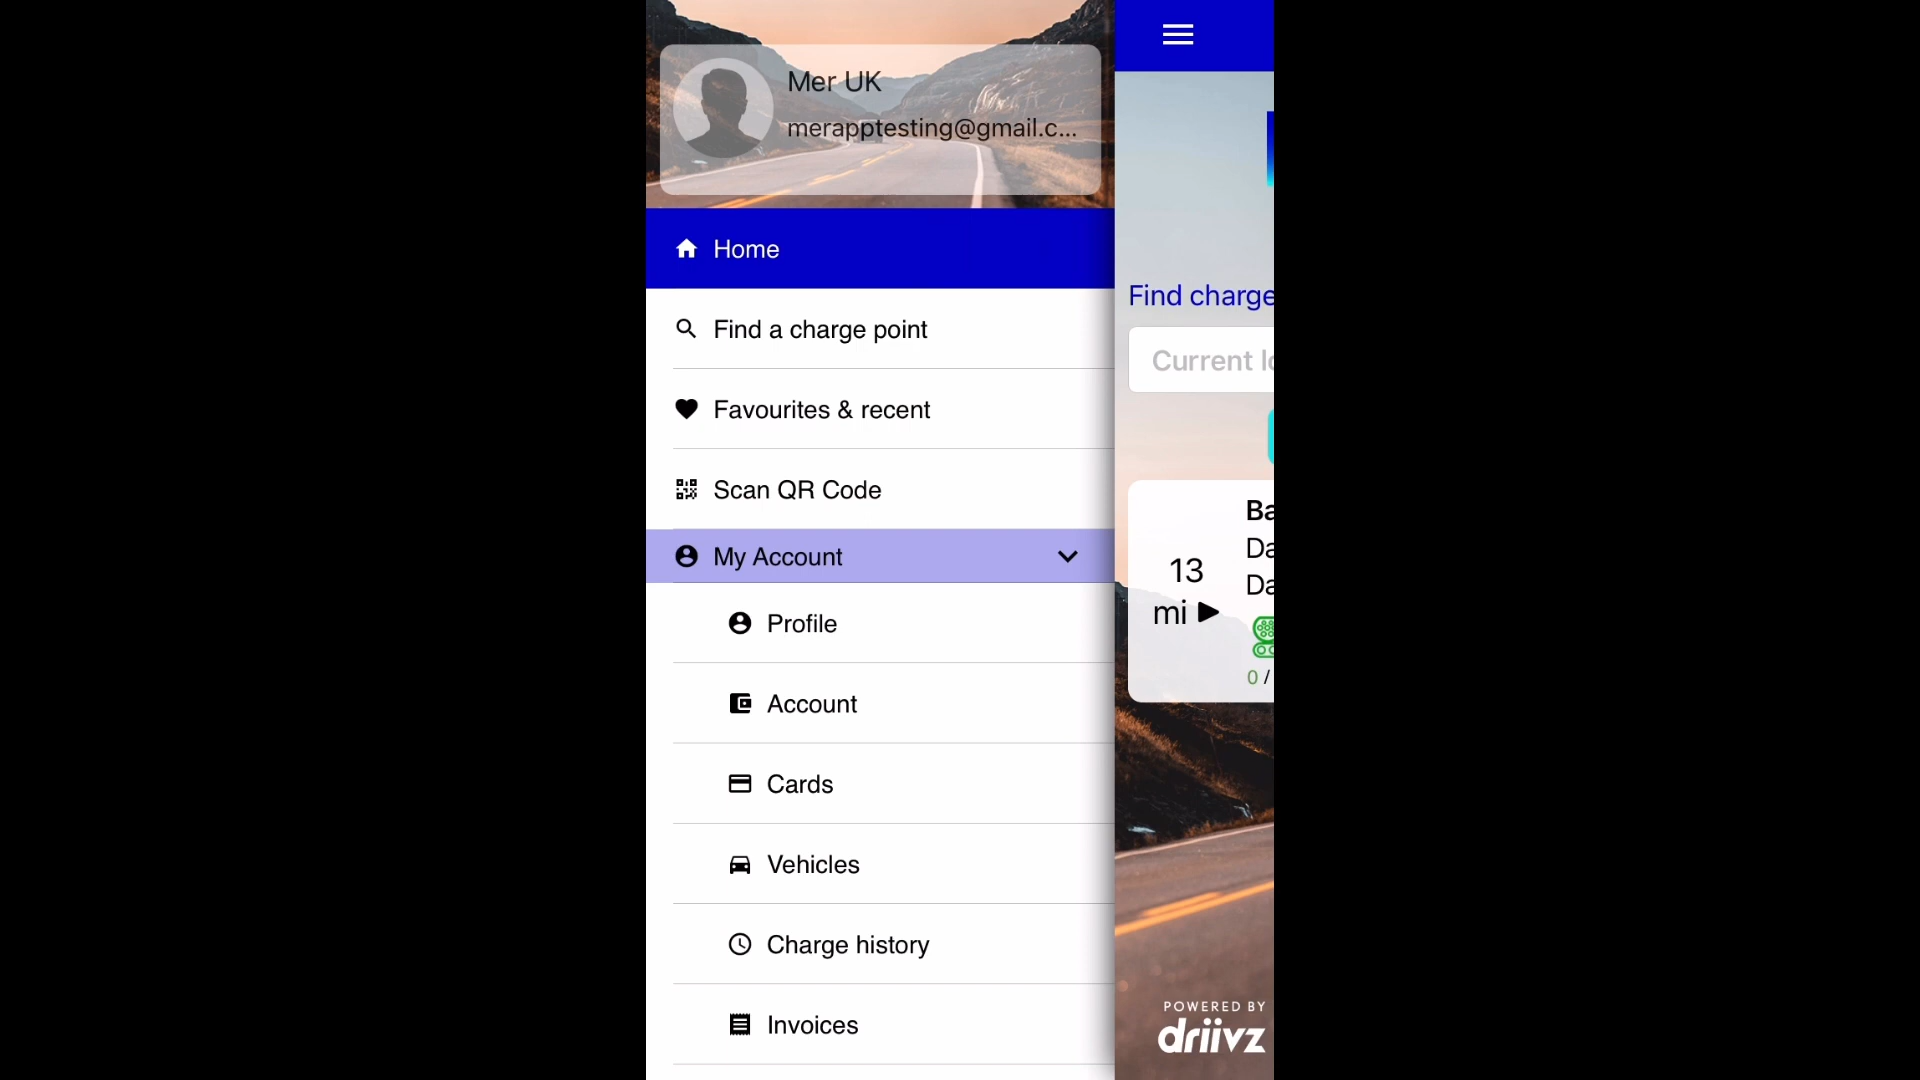 Mer UK
merapptesting@gmail.c...
Home
Find a charge point
Favourites & recent
Scan QR Code
My Account
Profile
Account
Cards
Vehicles
Charge history
Invoices
Find charge
Current
13
mi
0 /
POWERED BY
driivz